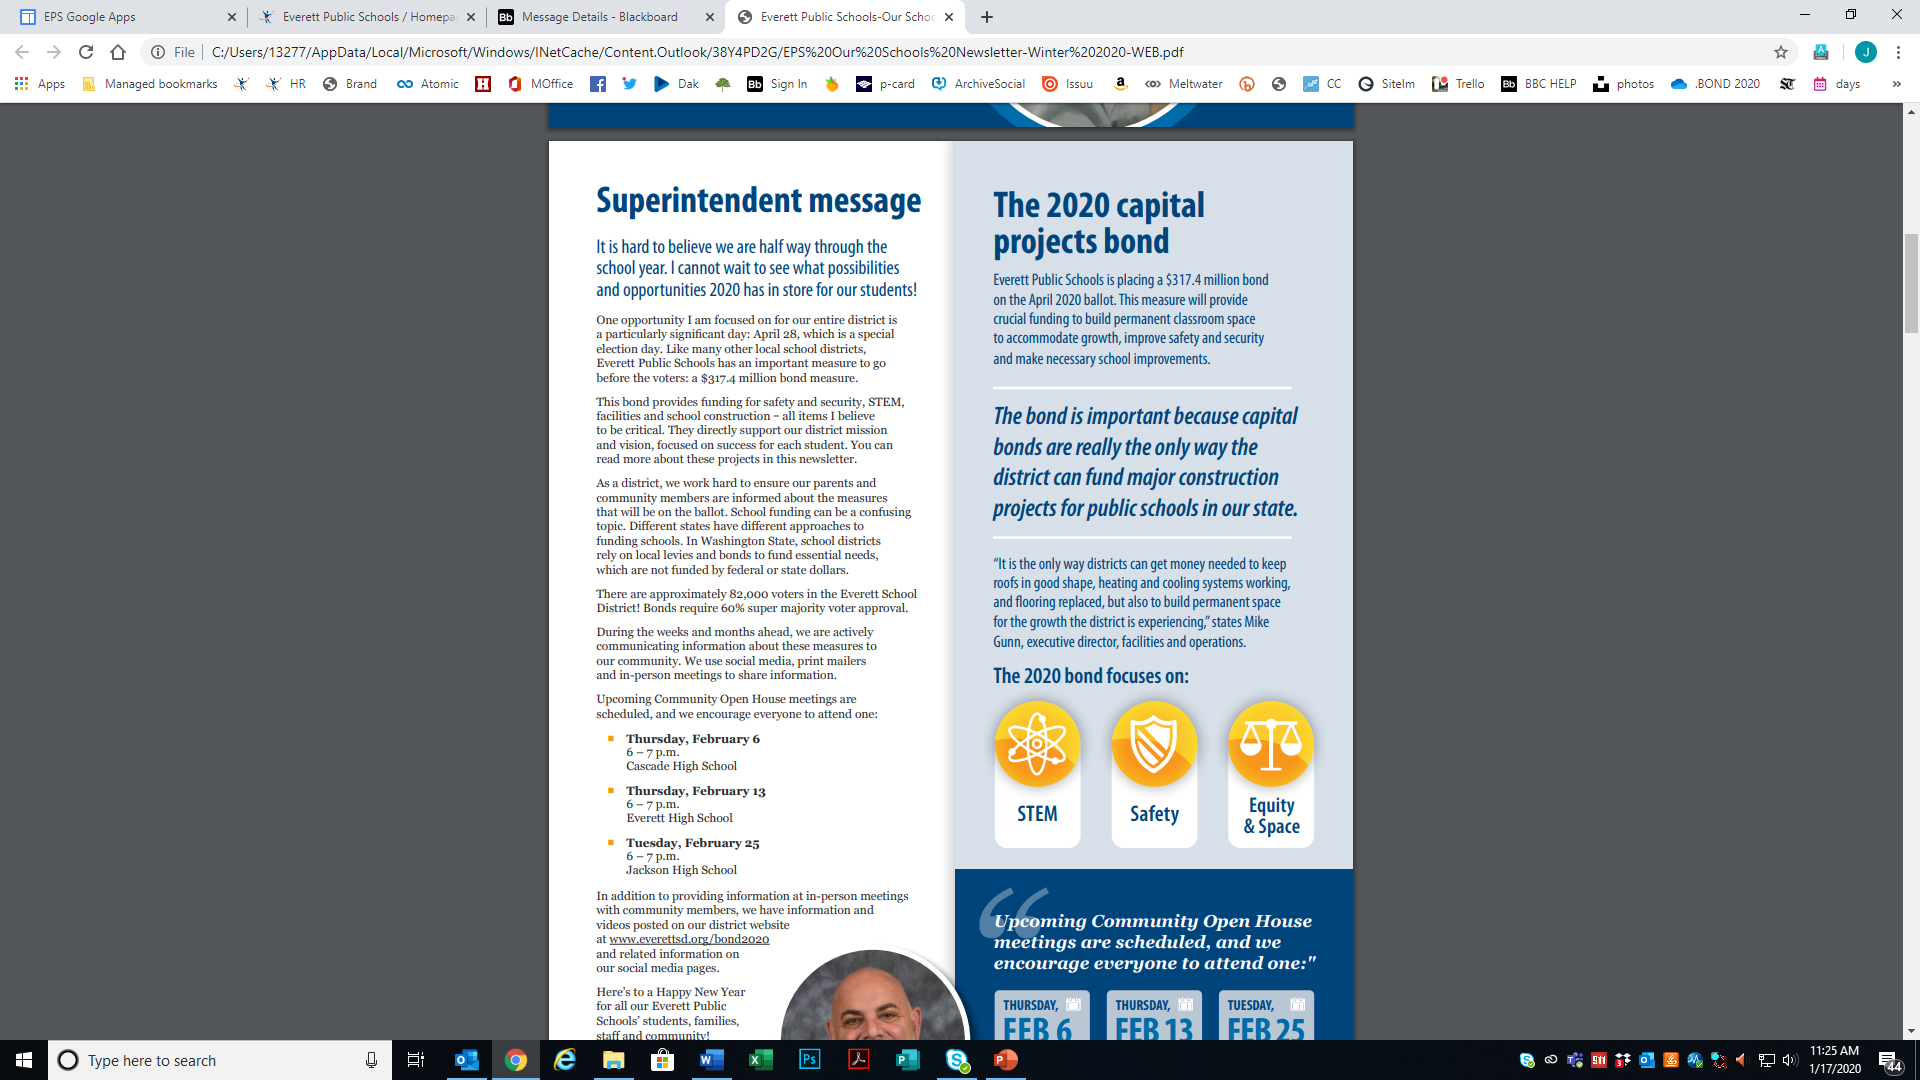 EPS Google Apps
Everett Public Schools / Homepa
Message Details - Blackboard
Everett Public Schools-Our Schoo
File
C:/Users/13277/AppData/Local/Microsoft/Windows/INetCache/Content.Outlook/38Y4PD2G/EPS%20Our%20Schools%20Newsletter-Winter%202020-WEB.pdf
J
Apps
Managed bookmarks
HR
Brand
Atomic
MOffice
Dak
Bb Sign In
p-card
ArchiveSocial
Issuu
Meltwater
CC
SiteIm
Trello
Bb BBC HELP
photos
.BOND 2020
days
»
Superintendent message
It is hard to believe we are half way through the
school year. I cannot wait to see what possibilities
and opportunities 2020 has in store for our students!
One opportunity I am focused on for our entire district is
a particularly significant day: April 28, which is a special
election day. Like many other local school districts,
Everett Public Schools has an important measure to go
before the voters: a $317.4 million bond measure.
This bond provides funding for safety and security, STEM,
facilities and school construction – all items I believe
to be critical. They directly support our district mission
and vision, focused on success for each student. You can
read more about these projects in this newsletter.
As a district, we work hard to ensure our parents and
community members are informed about the measures
that will be on the ballot. School funding can be a confusing
topic. Different states have different approaches to
funding schools. In Washington State, school districts
rely on local levies and bonds to fund essential needs,
which are not funded by federal or state dollars.
There are approximately 82,000 voters in the Everett School
District! Bonds require 60% super majority voter approval.
During the weeks and months ahead, we are actively
communicating information about these measures to
our community. We use social media, print mailers
and in-person meetings to share information.
Upcoming Community Open House meetings are
scheduled, and we encourage everyone to attend one:
Thursday, February 6
6 – 7 p.m.
Cascade High School
Thursday, February 13
6 – 7 p.m.
Everett High School
Tuesday, February 25
6 – 7 p.m.
Jackson High School
In addition to providing information at in-person meetings
with community members, we have information and
videos posted on our district website
at www.everettsd.org/bond2020
and related information on
our social media pages.
Here's to a Happy New Year
for all our Everett Public
Schools' students, families,
staff and community!
The 2020 capital
projects bond
Everett Public Schools is placing a $317.4 million bond
on the April 2020 ballot. This measure will provide
crucial funding to build permanent classroom space
to accommodate growth, improve safety and security
and make necessary school improvements.
The bond is important because capital
bonds are really the only way the
district can fund major construction
projects for public schools in our state.
“It is the only way districts can get money needed to keep
roofs in good shape, heating and cooling systems working,
and flooring replaced, but also to build permanent space
for the growth the district is experiencing,” states Mike
Gunn, executive director, facilities and operations.
The 2020 bond focuses on:
STEM
Safety
Equity
& Space
“
Upcoming Community Open House
meetings are scheduled, and we
encourage everyone to attend one:"
THURSDAY,
FEB 6
THURSDAY,
FEB 13
TUESDAY,
FEB 25
Type here to search
11:25 AM
1/17/2020
44